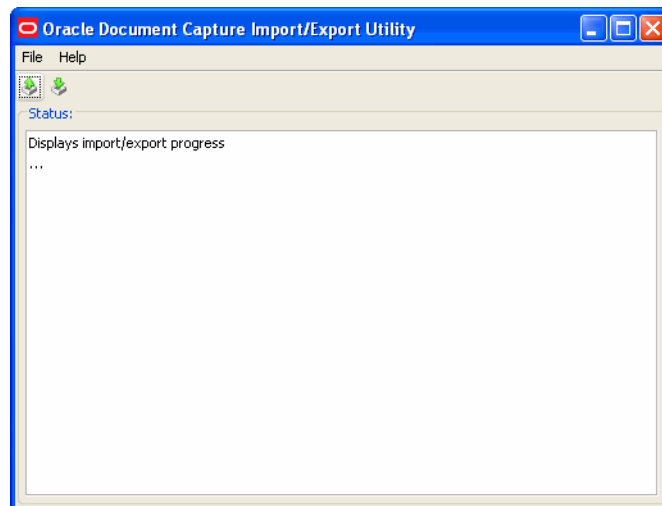 Oracle Document Capture Import/Export Utility
File Help
Status:
Displays import/export progress
...